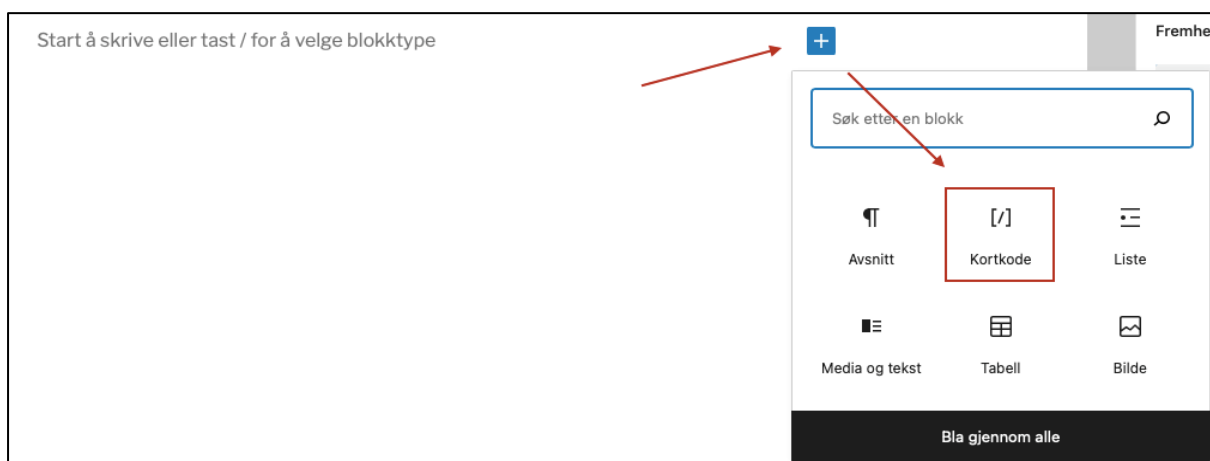 Start å skrive eller tast / for å velge blokktype
Fremhe
Søk etter en blokk
Avsnitt
Kortkode
Liste
Media og tekst
Tabell
Bilde
Bla gjennom alle